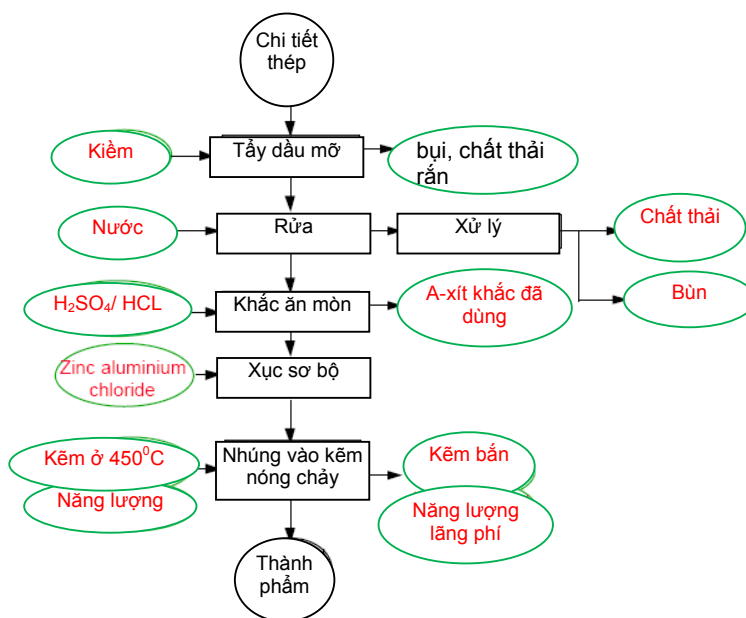 Chi tiết
thép
Kiềm
Tẩy dầu mỡ
bụi, chất thải
rắn
Nước
Rửa
Xử lý
Chất thải
Bùn
H₂SO₄/ HCL
Khắc ăn mòn
A-xít khắc đã
dùng
Zinc aluminium
chloride
Xục sơ bộ
Kẽm ở 450⁰C
Năng lượng
Nhúng vào kẽm
nóng chảy
Kẽm bắn
Năng lượng
lãng phí
Thành
phẩm